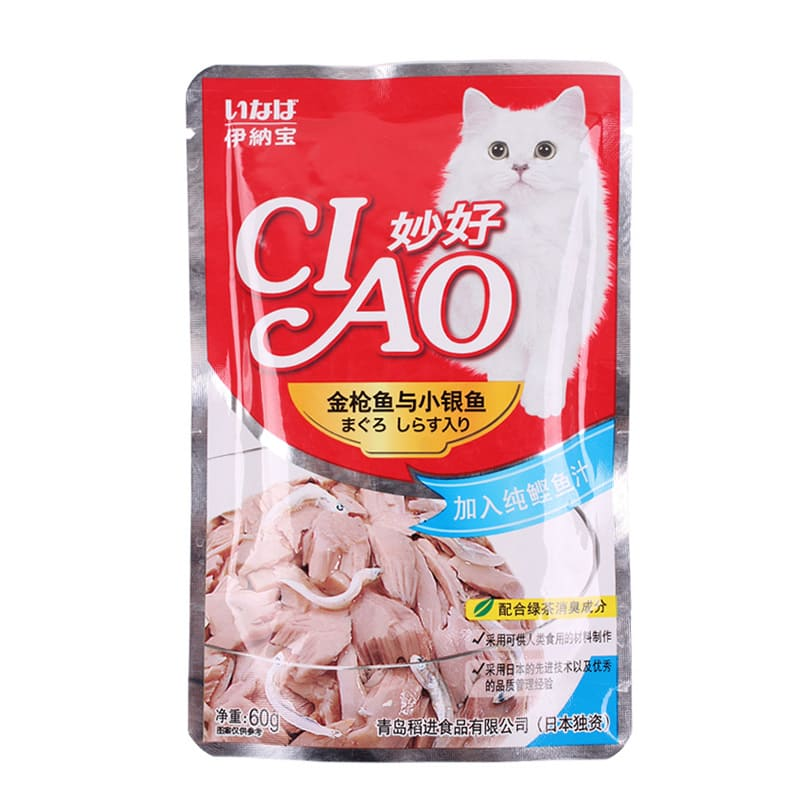 いなば
伊納宝
CIAO
妙好
金枪鱼与小银鱼
まぐろ しらす入り
加入纯鲣鱼汁
配合绿茶消臭成分
✓采用可供人类食用的材料制作
✓采用日本的先进技术以及优秀
的品质管理经验
净重:60g
图案仅供参考
青岛稻进食品有限公司(日本独资)